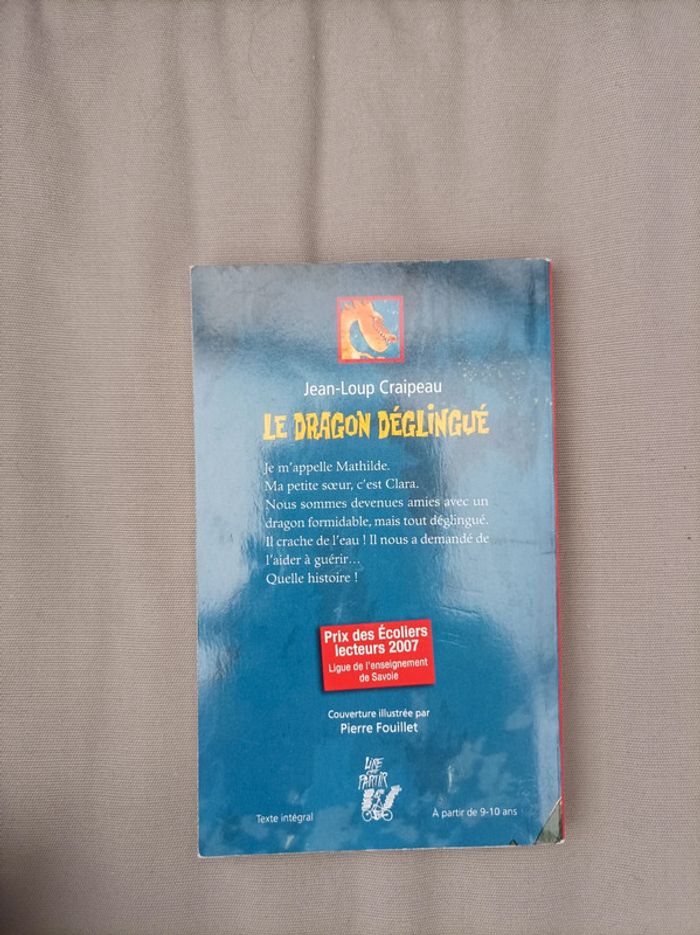 Jean-Loup Craipeau
LE DRAGON DÉGLINGUÉ
Je m'appelle Mathilde.
Ma petite sœur, c'est Clara.
Nous sommes devenues amies avec un
dragon formidable, mais tout déglingué.
Il crache de l'eau ! Il nous a demandé de
l'aider à guérir…
Quelle histoire !
Prix des Écoliers
lecteurs 2007
Ligue de l'enseignement
de Savoie
Couverture illustrée par
Pierre Fouillet
LIRE
PARTIR
Texte intégral
À partir de 9-10 ans